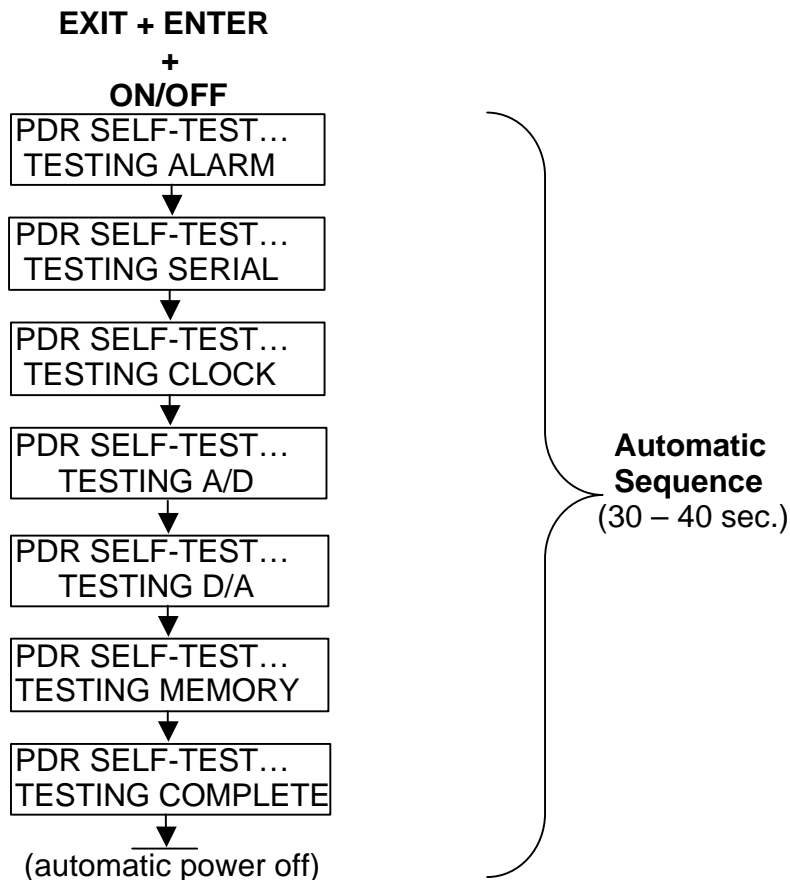 EXIT + ENTER
+
ON/OFF
PDR SELF-TEST…
TESTING ALARM
PDR SELF-TEST…
TESTING SERIAL
PDR SELF-TEST…
TESTING CLOCK
PDR SELF-TEST…
TESTING A/D
PDR SELF-TEST…
TESTING D/A
PDR SELF-TEST…
TESTING MEMORY
PDR SELF-TEST…
TESTING COMPLETE
(automatic power off)
Automatic
Sequence
(30 – 40 sec.)